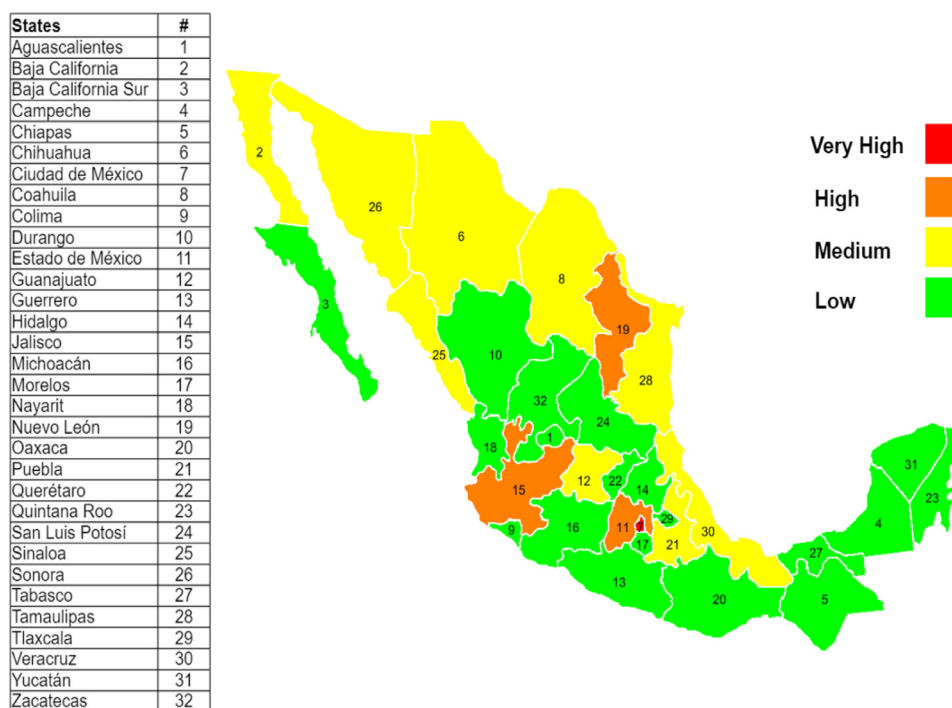 States #
Aguascalientes 1
Baja California 2
Baja California Sur 3
Campeche 4
Chiapas 5
Chihuahua 6
Ciudad de México 7
Coahuila 8
Colima 9
Durango 10
Estado de México 11
Guanajuato 12
Guerrero 13
Hidalgo 14
Jalisco 15
Michoacán 16
Morelos 17
Nayarit 18
Nuevo León 19
Oaxaca 20
Puebla 21
Querétaro 22
Quintana Roo 23
San Luis Potosí 24
Sinaloa 25
Sonora 26
Tabasco 27
Tamaulipas 28
Tlaxcala 29
Veracruz 30
Yucatán 31
Zacatecas 32
2
26
6
8
3
19
25
10
28
32
24
1
18
31
15
12
22
14
23
9
16
11
7
29
30
4
17
21
27
13
20
5
Very High
High
Medium
Low